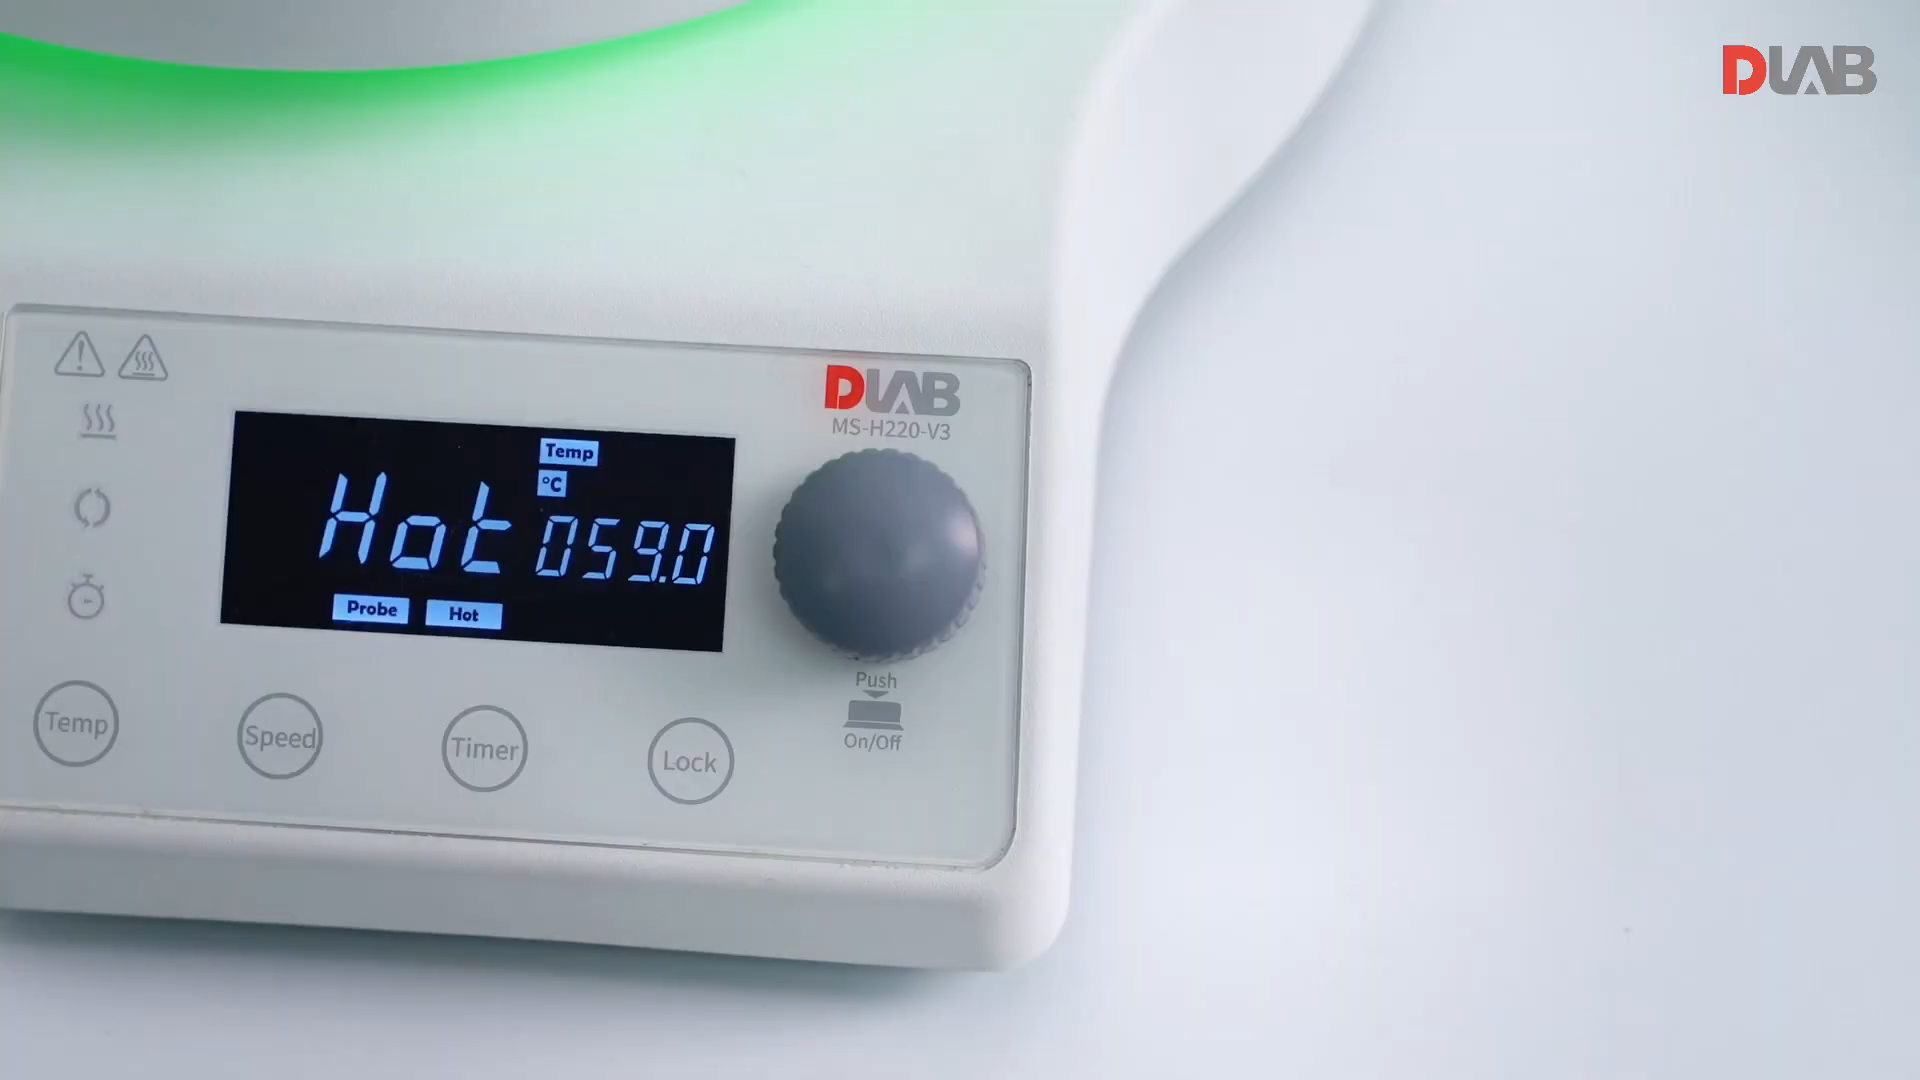 DLAB
DLAB
MS-H220-V3
Temp
°C
Hot 059.0
Probe Hot
Push
On/Off
Temp Speed Timer Lock